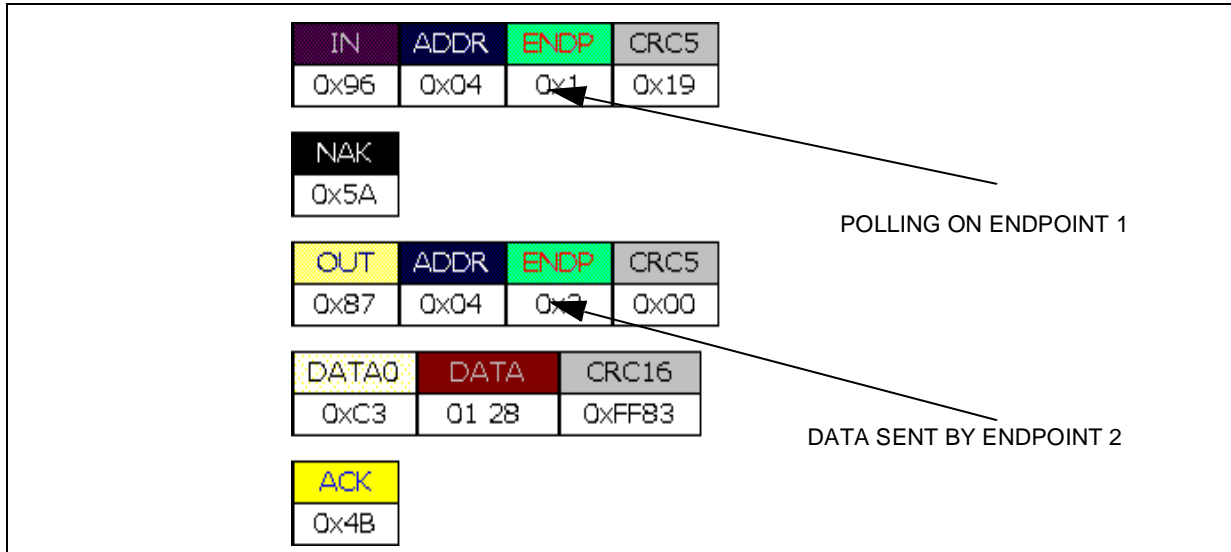 IN ADDR ENDP CRC5
0x96 0x04 0x1 0x19
NAK
0x5A
POLLING ON ENDPOINT 1
OUT ADDR ENDP CRC5
0x87 0x04 0x00
DATA0 DATA CRC16
0xC3 01 28 0xFF83
DATA SENT BY ENDPOINT 2
ACK
0x4B